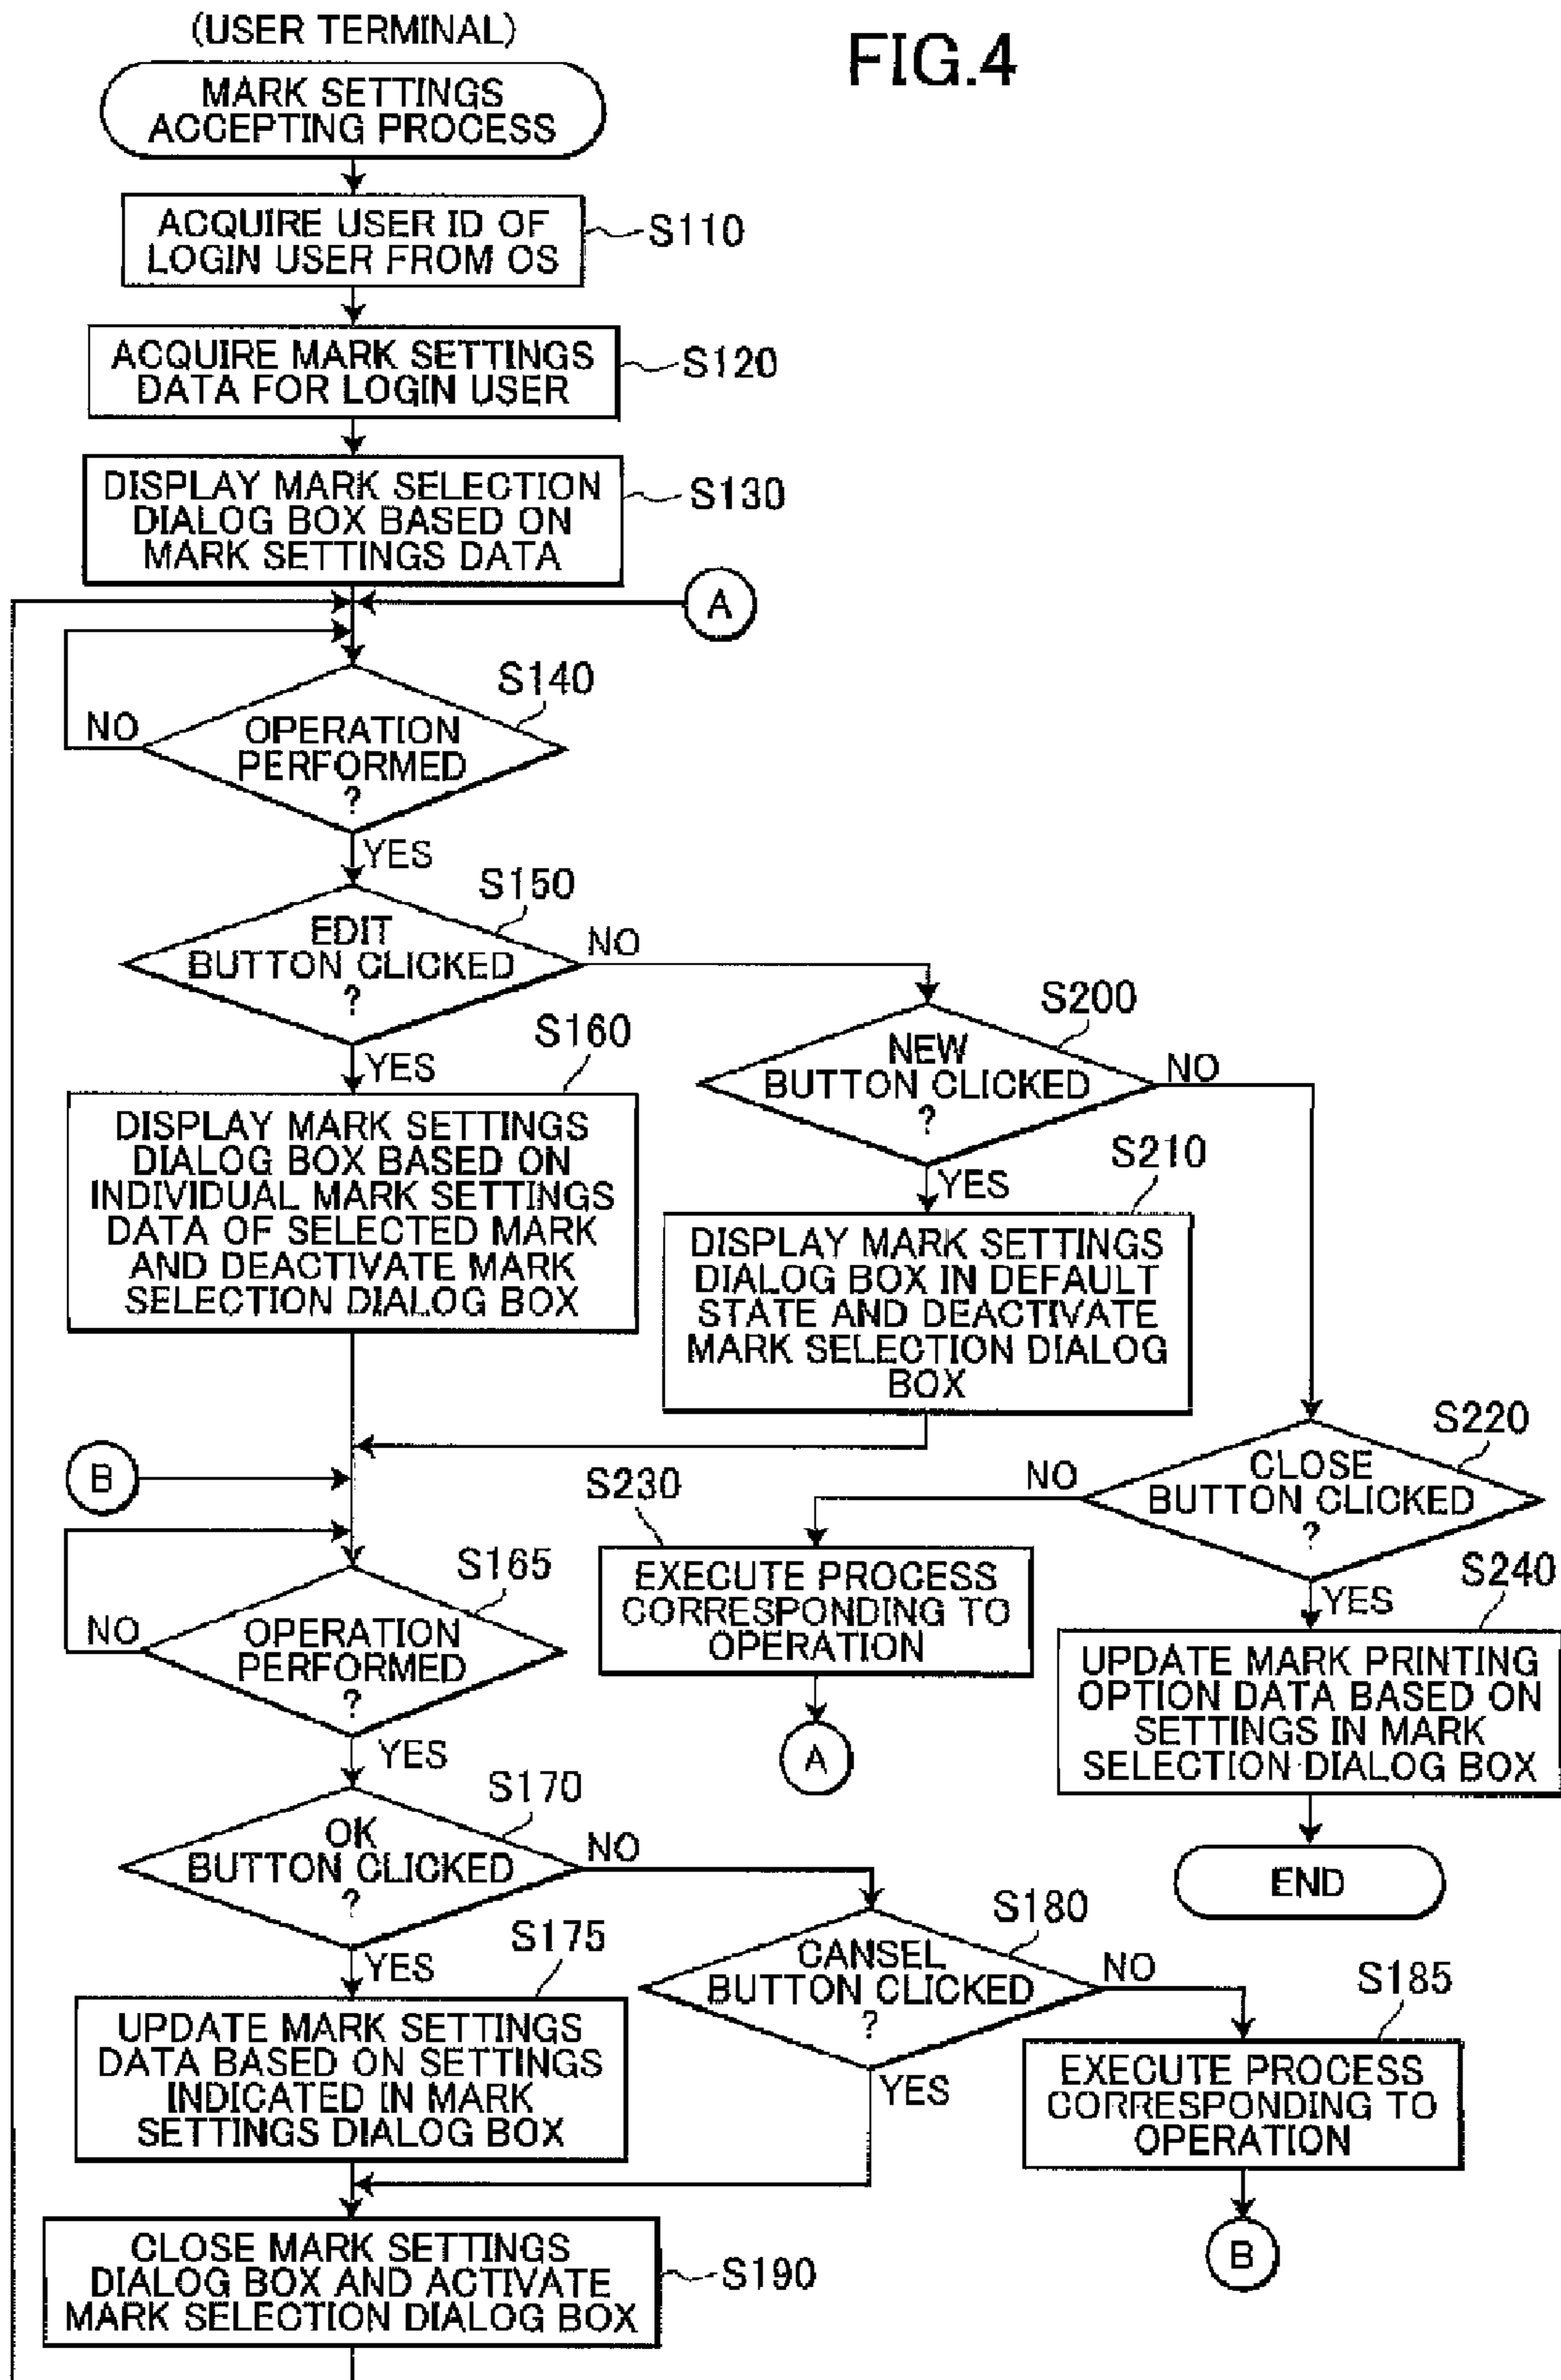 (USER TERMINAL)
FIG.4
MARK SETTINGS
ACCEPTING PROCESS
ACQUIRE USER ID OF
LOGIN USER FROM OS
S110
ACQUIRE MARK SETTINGS
DATA FOR LOGIN USER
S120
DISPLAY MARK SELECTION
DIALOG BOX BASED ON
MARK SETTINGS DATA
S130
A
S140
NO
OPERATION
PERFORMED
?
YES
S150
EDIT
BUTTON CLICKED
?
NO
YES
S160
DISPLAY MARK SETTINGS
DIALOG BOX BASED ON
INDIVIDUAL MARK SETTINGS
DATA OF SELECTED MARK
AND DEACTIVATE MARK
SELECTION DIALOG BOX
S200
NEW
BUTTON CLICKED
?
NO
YES
S210
DISPLAY MARK SETTINGS
DIALOG BOX IN DEFAULT
STATE AND DEACTIVATE
MARK SELECTION DIALOG
BOX
S220
CLOSE
BUTTON CLICKED
?
NO
YES
S230
EXECUTE PROCESS
CORRESPONDING TO
OPERATION
A
S240
UPDATE MARK PRINTING
OPTION DATA BASED ON
SETTINGS IN MARK
SELECTION DIALOG BOX
END
B
S165
NO
OPERATION
PERFORMED
?
YES
S170
OK
BUTTON CLICKED
?
NO
YES
S175
UPDATE MARK SETTINGS
DATA BASED ON SETTINGS
INDICATED IN MARK
SETTINGS DIALOG BOX
S180
CANSEL
BUTTON CLICKED
?
NO
YES
S185
EXECUTE PROCESS
CORRESPONDING TO
OPERATION
B
CLOSE MARK SETTINGS
DIALOG BOX AND ACTIVATE
MARK SELECTION DIALOG BOX
S190